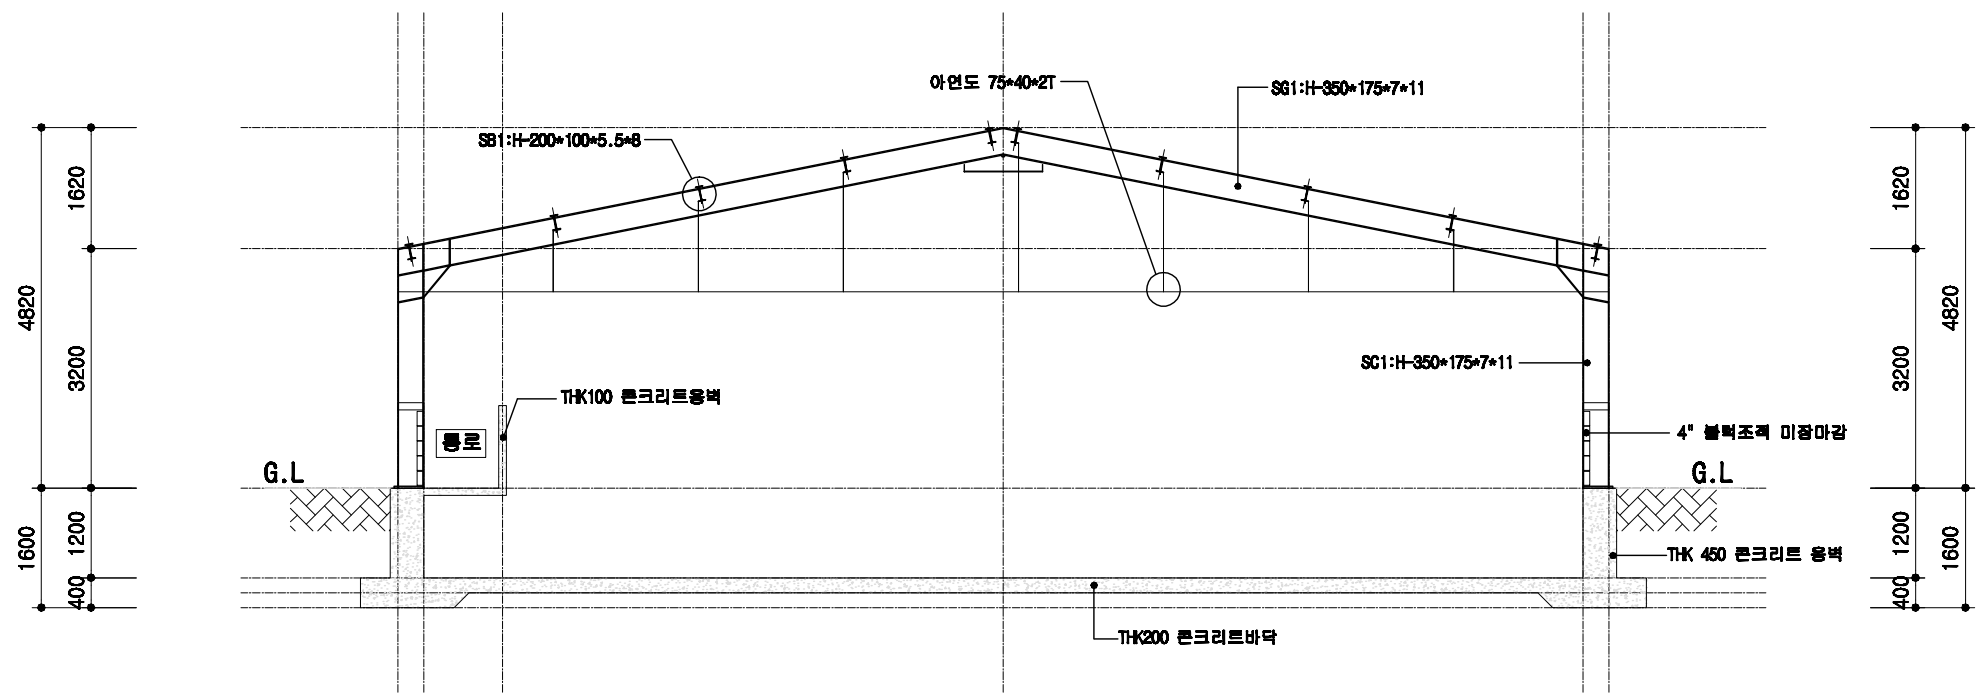 아연도 75*40*2T
SG1:H-350*175*7*11
SB1:H-200*100*5.5*8
1620
1620
4820
3200
3200
4820
SC1:H-350*175*7*11
THK100 콘크리트옹벽
통로
4" 블럭조적 미장마감
G.L
G.L
1600
1200
1200
1600
THK 450 콘크리트 옹벽
400
400
THK200 콘크리트바닥